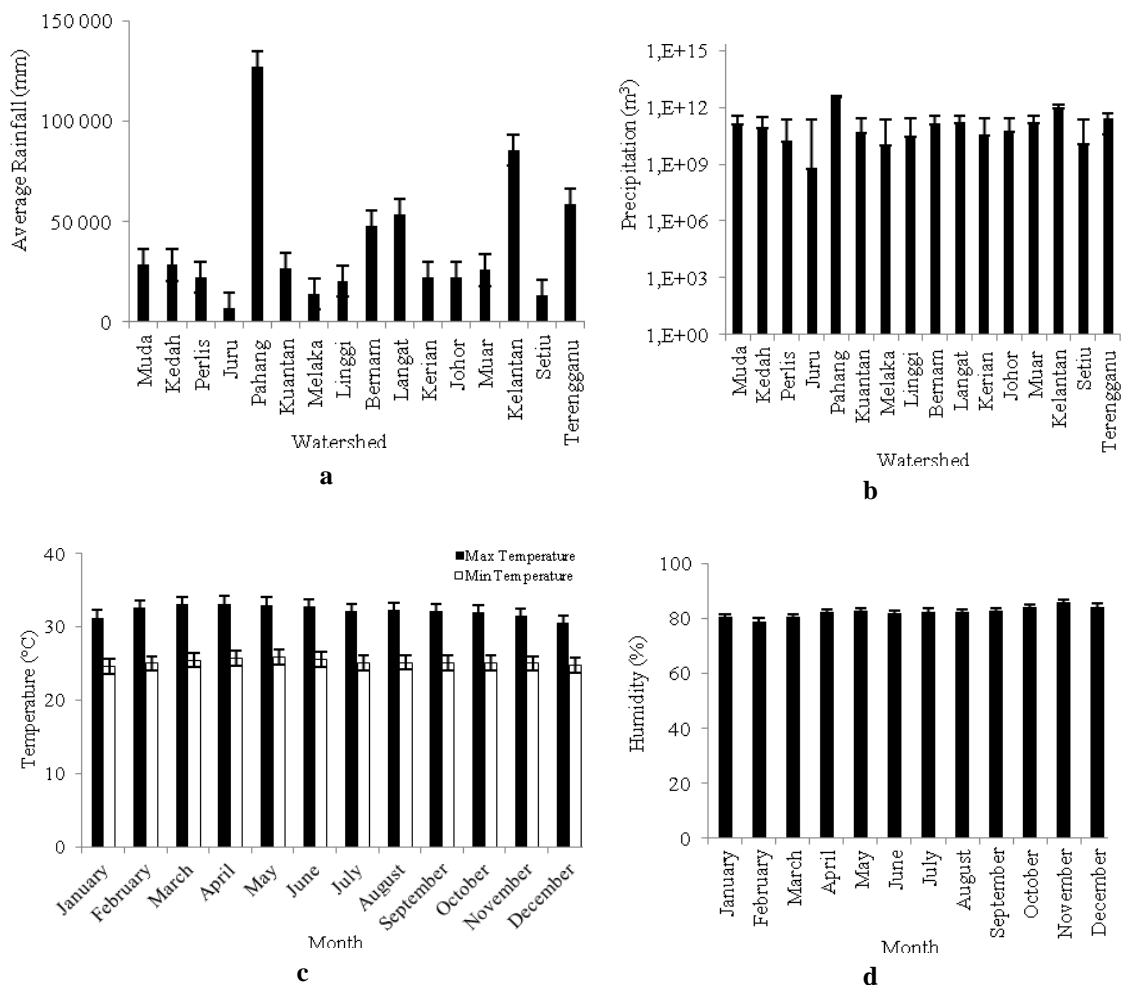 150 000
100 000
50 000
0
Average Rainfall (mm)
Muda
Kedah
Perlis
Juru
Pahang
Kuantan
Melaka
Linggi
Bernam
Langat
Kerian
Johor
Muar
Kelantan
Setiu
Terengganu
Watershed
a
1,E+15
1,E+12
1,E+09
1,E+06
1,E+03
1,E+00
Precipitation (m³)
Muda
Kedah
Perlis
Juru
Pahang
Kuantan
Melaka
Linggi
Bernam
Langat
Kerian
Johor
Muar
Kelantan
Setiu
Terengganu
Watershed
b
40
30
20
10
0
Temperature (°C)
Max Temperature
Min Temperature
January
February
March
April
May
June
July
August
September
October
November
December
Month
c
100
80
60
40
20
0
Humidity (%)
January
February
March
April
May
June
July
August
September
October
November
December
Month
d